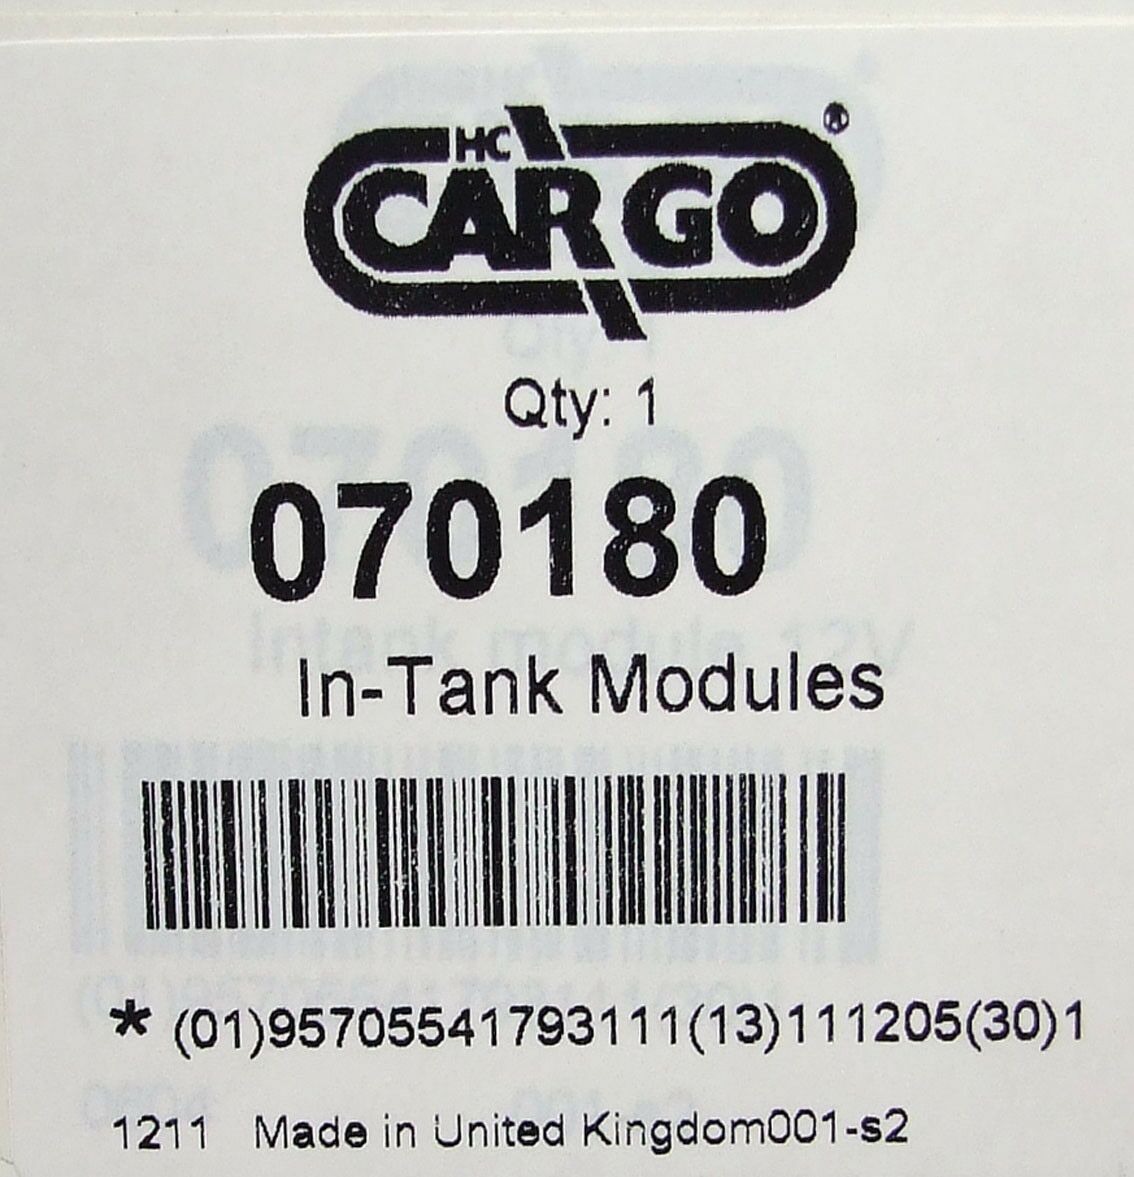 HC
CARGO®
Qty: 1
070180
In-Tank Modules
* (01)95705541793111(13)111205(30)1
1211 Made in United Kingdom001-s2